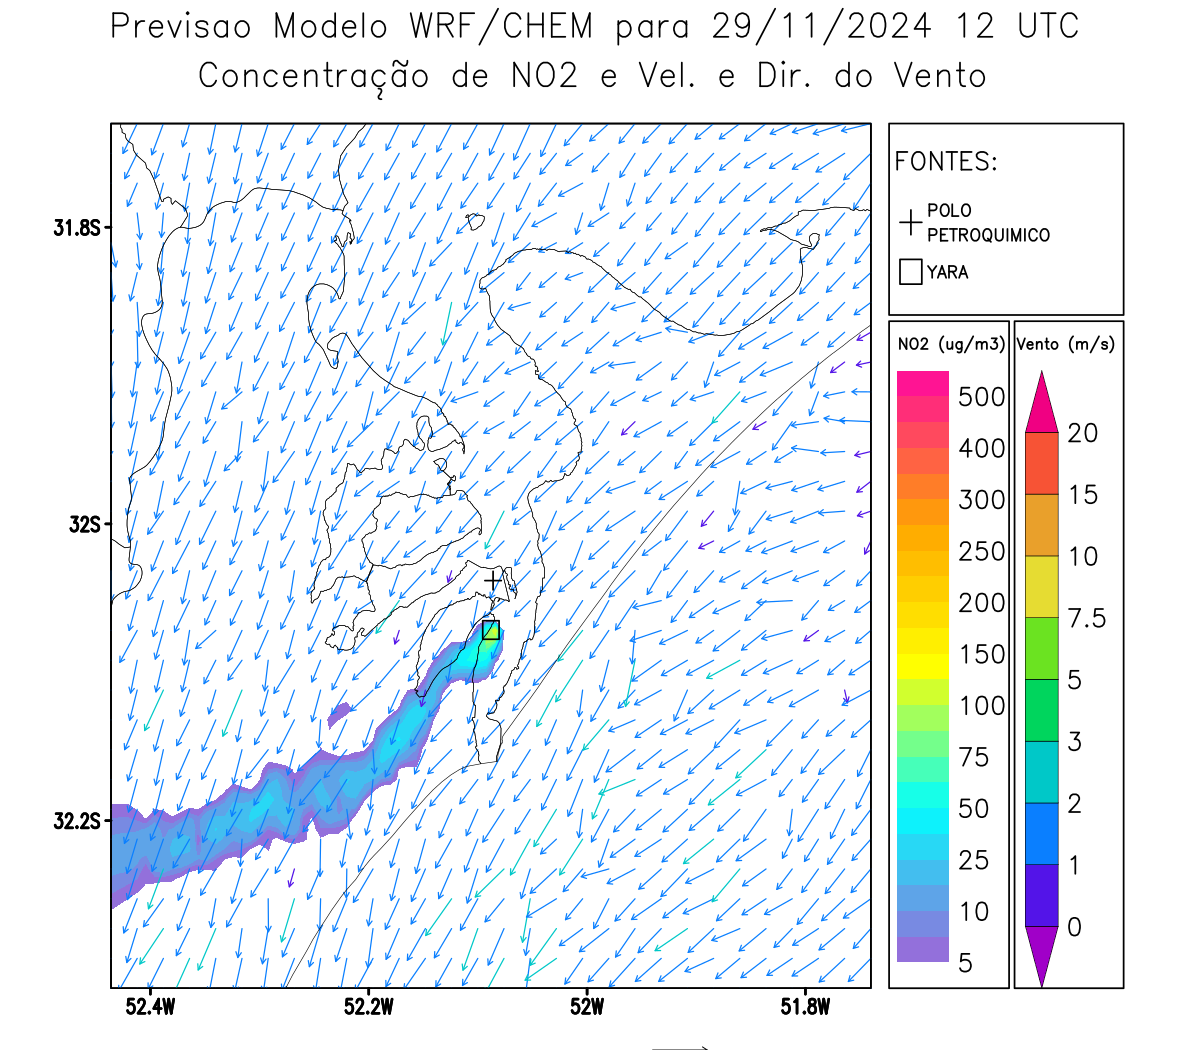 Previsao Modelo WRF/CHEM para 29/11/2024 12 UTC
Concentração de NO2 e Vel. e Dir. do Vento
FONTES:
POLO
PETROQUIMICO
YARA
NO2 (ug/m3)
500
400
300
250
200
150
100
75
50
25
10
5
Vento (m/s)
20
15
10
7.5
5
3
2
1
0
31.8S
32S
32.2S
52.4W
52.2W
52W
51.8W